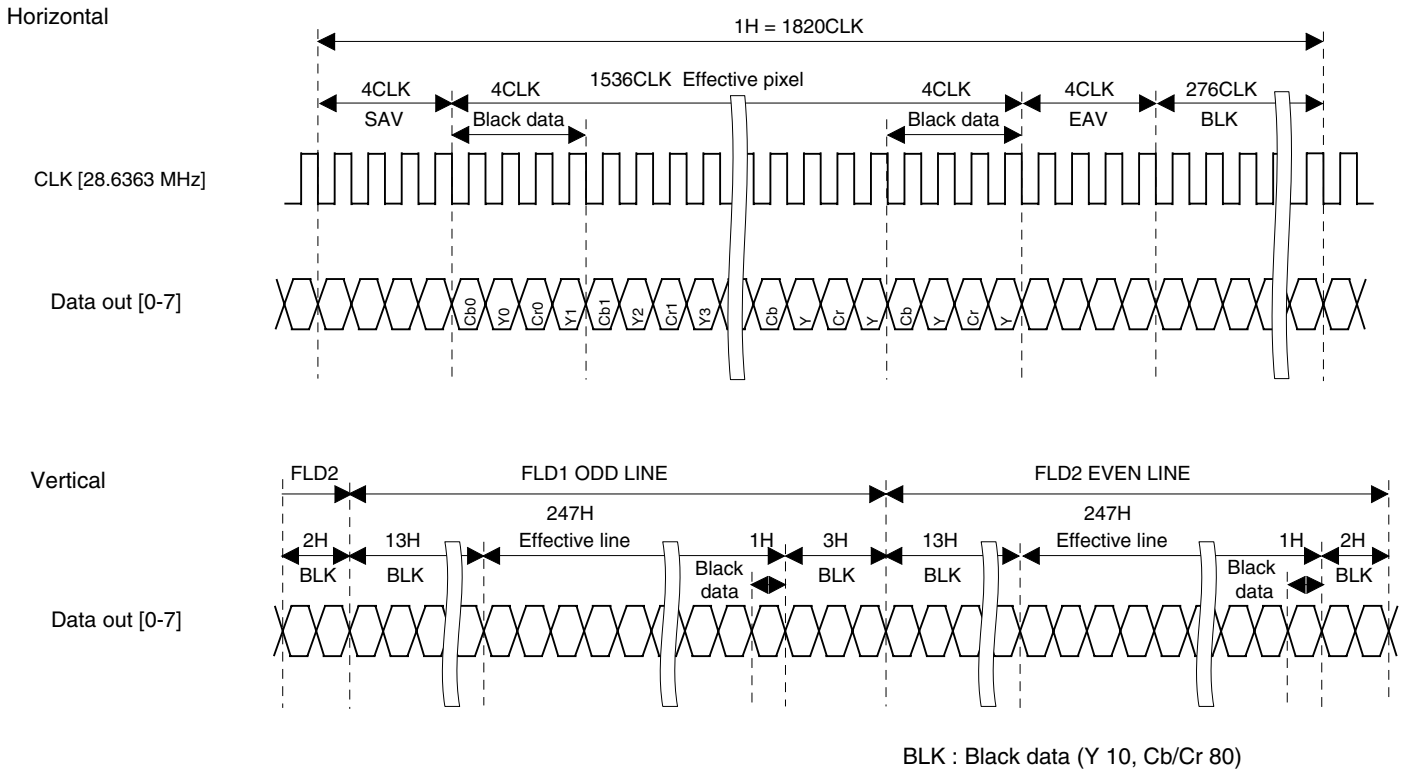 Horizontal
1H = 1820CLK
4CLK 4CLK 1536CLK Effective pixel 4CLK 4CLK 276CLK
SAV Black data Black data EAV BLK
CLK [28.6363 MHz]
Data out [0-7]
Cb0 Y0 Cr0 Y1 Cb1 Y2 Cr1 Y3 Cb Y Cr Y Cb Y Cr Y
Vertical
FLD2 FLD1 ODD LINE FLD2 EVEN LINE
247H 247H
2H 13H Effective line 1H 3H 13H Effective line 1H 2H
BLK BLK Black data BLK BLK Black data BLK
Data out [0-7]
BLK : Black data (Y 10, Cb/Cr 80)